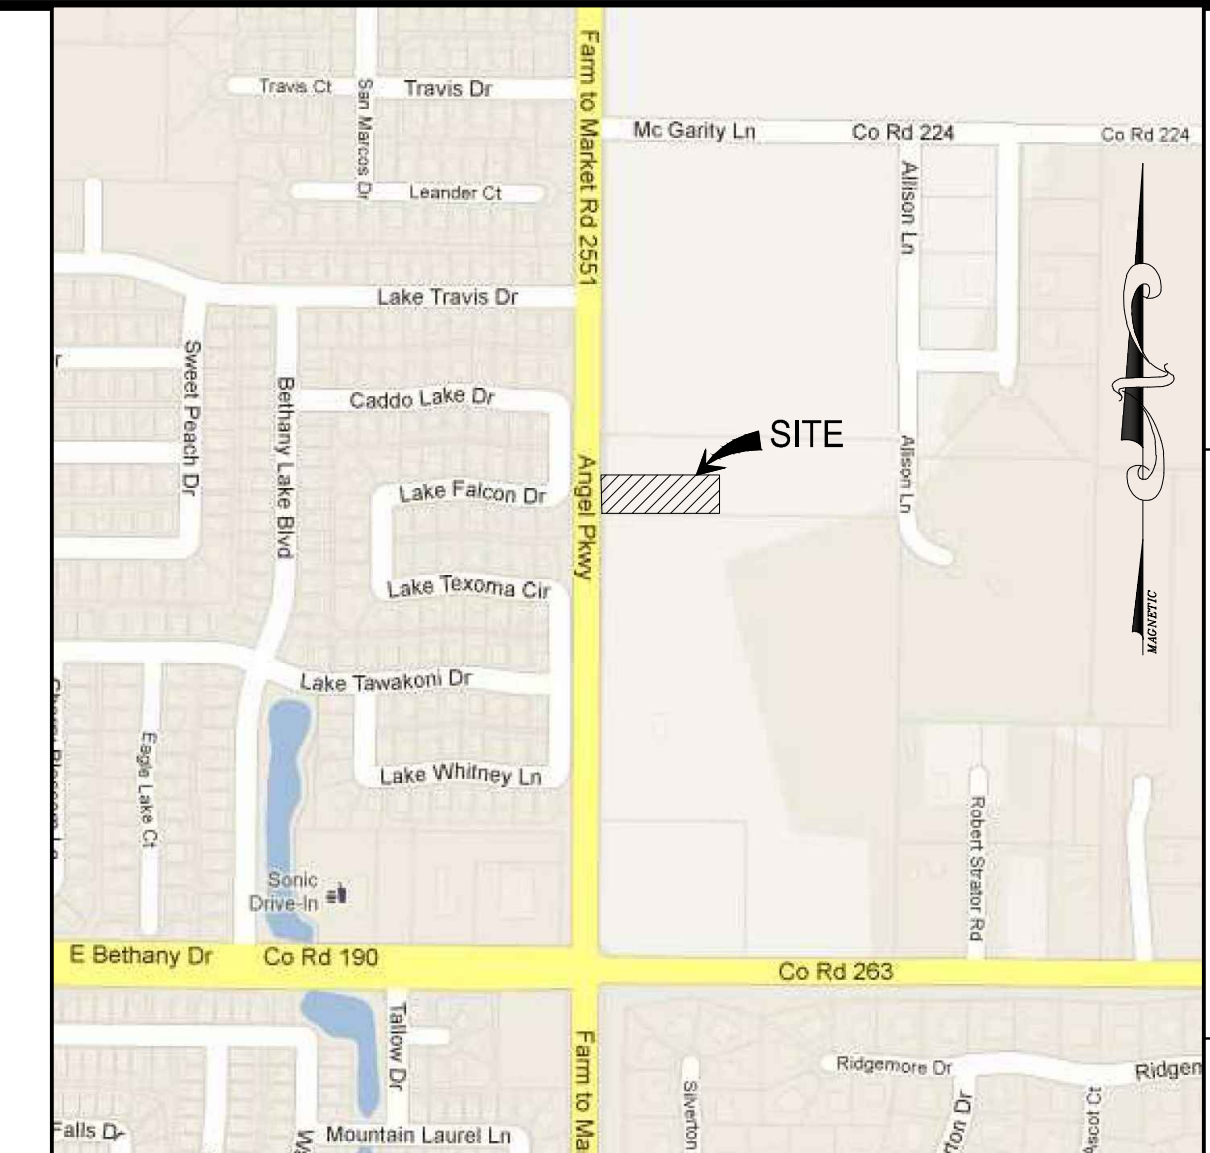 Travis Ct
San Marcos Dr
Travis Dr
Farm to Market Rd 2551
Mc Garity Ln
Co Rd 224
Co Rd 224
Leander Ct
Allison Ln
Lake Travis Dr
Sweet Peach Dr
Bethany Lake Blvd
Caddo Lake Dr
SITE
Angel Pkwy
Allison Ln
Lake Falcon Dr
Lake Texoma Cir
MAGNETIC
Lake Tawakoni Dr
Eagle Lake Ct
Lake Whitney Ln
Robert Strator Rd
Sonic
Drive-In
E Bethany Dr
Co Rd 190
Co Rd 263
Tallow Dr
Farm to Ma
Ridgemore Dr
Ridgen
Silverton
rton Dr
Ascot Ct
Falls Dr
Mountain Laurel Ln